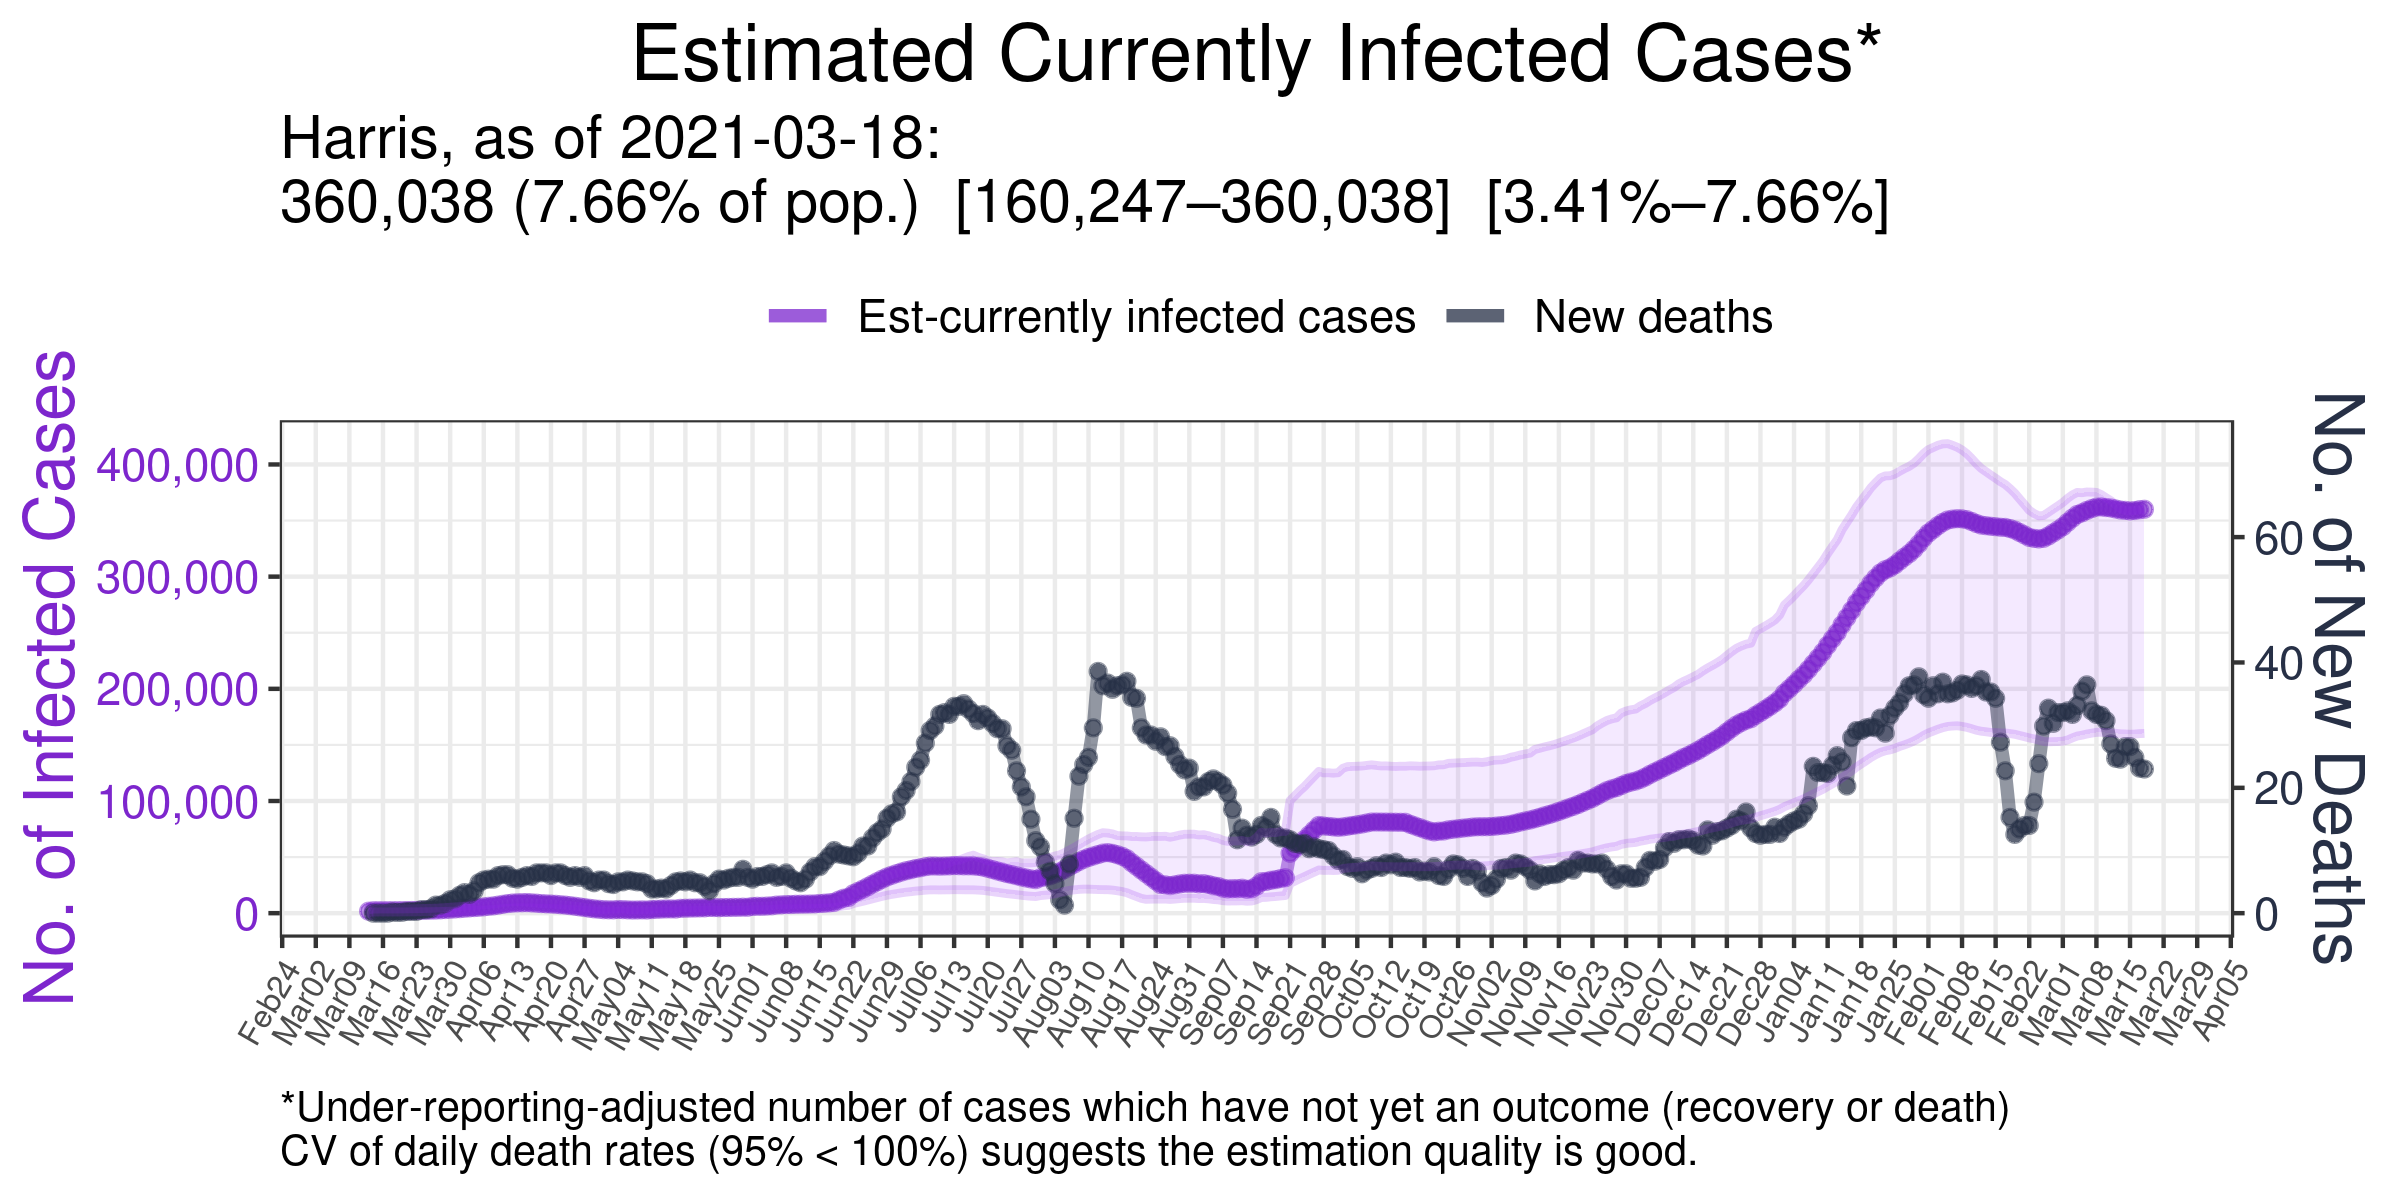 Estimated Currently Infected Cases*
Harris, as of 2021-03-18:
360,038 (7.66% of pop.) [160,247–360,038] [3.41%–7.66%]
Est-currently infected cases New deaths
No. of Infected Cases
400,000
300,000
200,000
100,000
0
60
40
20
0
No. of New Deaths
Feb24 Mar02 Mar09 Mar16 Mar23 Mar30 Apr06 Apr13 Apr20 Apr27 May04 May11 May18 May25 Jun01 Jun08 Jun15 Jun22 Jun29 Jul06 Jul13 Jul20 Jul27 Aug03 Aug10 Aug17 Aug24 Aug31 Sep07 Sep14 Sep21 Sep28 Oct05 Oct12 Oct19 Oct26 Nov02 Nov09 Nov16 Nov23 Nov30 Dec07 Dec14 Dec21 Dec28 Jan04 Jan11 Jan18 Jan25 Feb01 Feb08 Feb15 Feb22 Mar01 Mar08 Mar15 Mar22 Mar29 Apr05
*Under-reporting-adjusted number of cases which have not yet an outcome (recovery or death)
CV of daily death rates (95% < 100%) suggests the estimation quality is good.